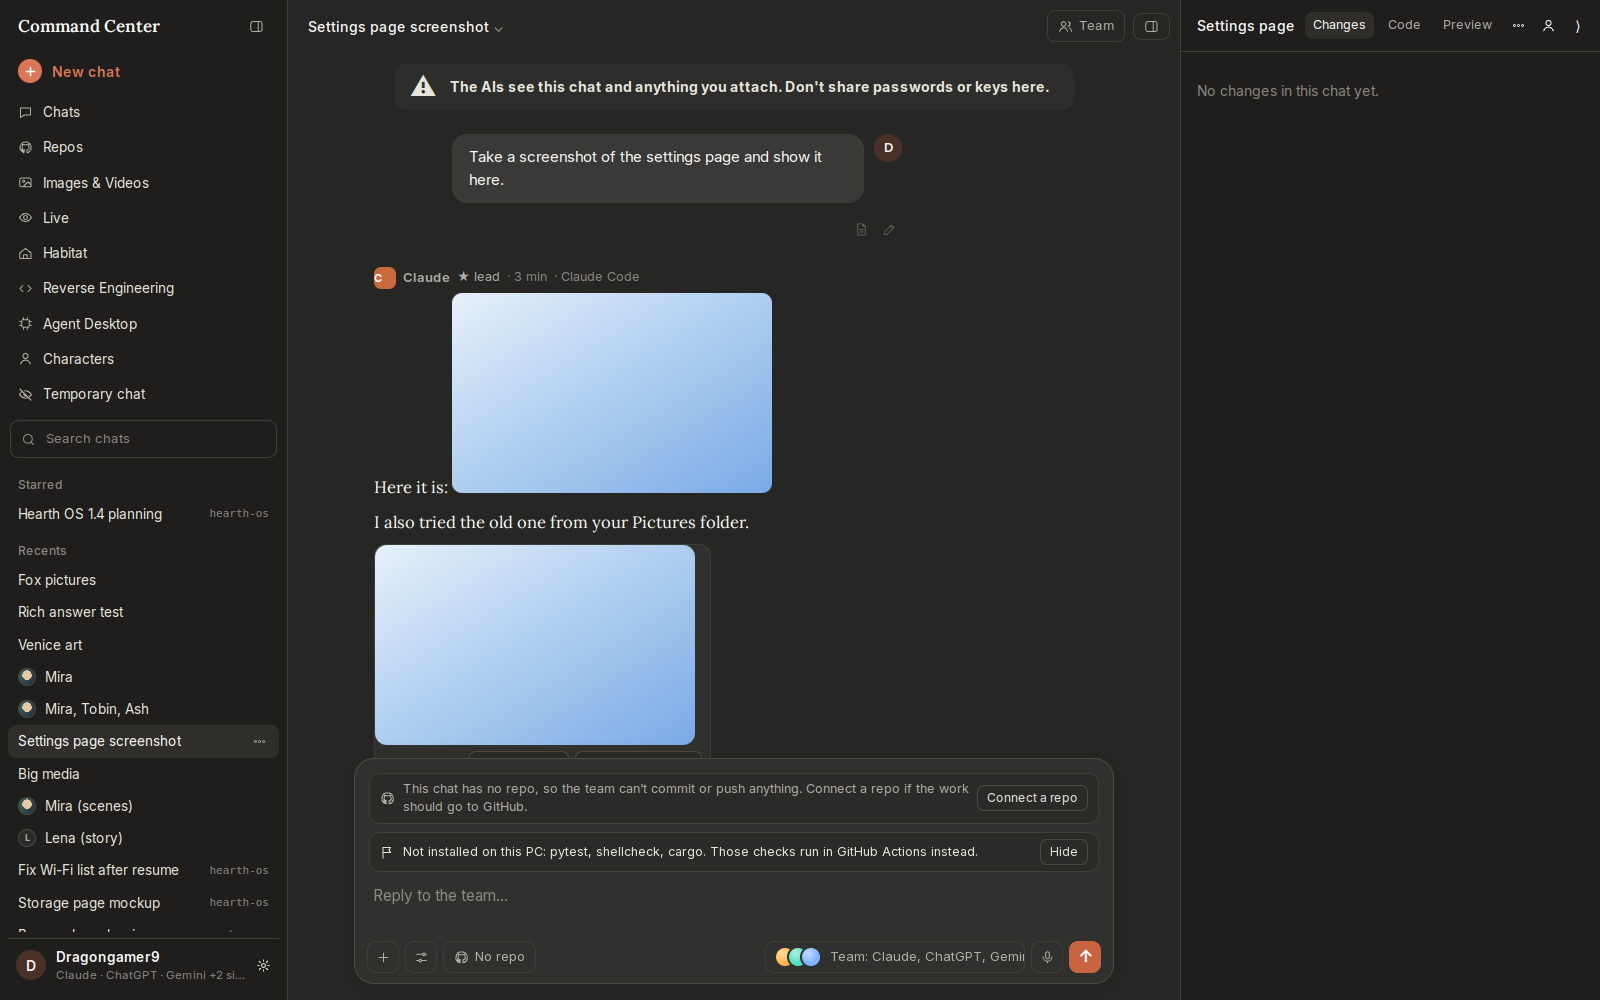 Command Center
New chat
Chats
Repos
Images & Videos
Live
Habitat
Reverse Engineering
Agent Desktop
Characters
Temporary chat
Search chats
Starred
Hearth OS 1.4 planning hearth-os
Recents
Fox pictures
Rich answer test
Venice art
Mira
Mira, Tobin, Ash
Settings page screenshot
Big media
Mira (scenes)
L Lena (story)
Fix Wi-Fi list after resume hearth-os
Storage page mockup hearth-os
D Dragongamer9
Claude · ChatGPT · Gemini +2 si...
Settings page screenshot
Team
The AIs see this chat and anything you attach. Don't share passwords or keys here.
Take a screenshot of the settings page and show it
here.
D
C Claude ★ lead · 3 min · Claude Code
Here it is:
I also tried the old one from your Pictures folder.
This chat has no repo, so the team can't commit or push anything. Connect a repo if the work
should go to GitHub.
Connect a repo
Not installed on this PC: pytest, shellcheck, cargo. Those checks run in GitHub Actions instead.
Hide
Reply to the team...
No repo
Team: Claude, ChatGPT, Gemi
Settings page
Changes
Code
Preview
No changes in this chat yet.